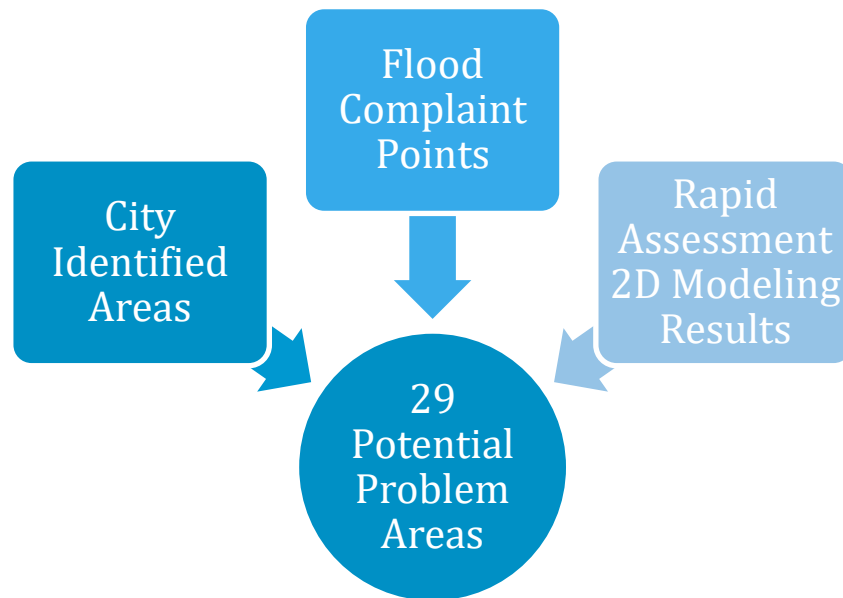 Flood
Complaint
Points
City
Identified
Areas
Rapid
Assessment
2D Modeling
Results
29
Potential
Problem
Areas